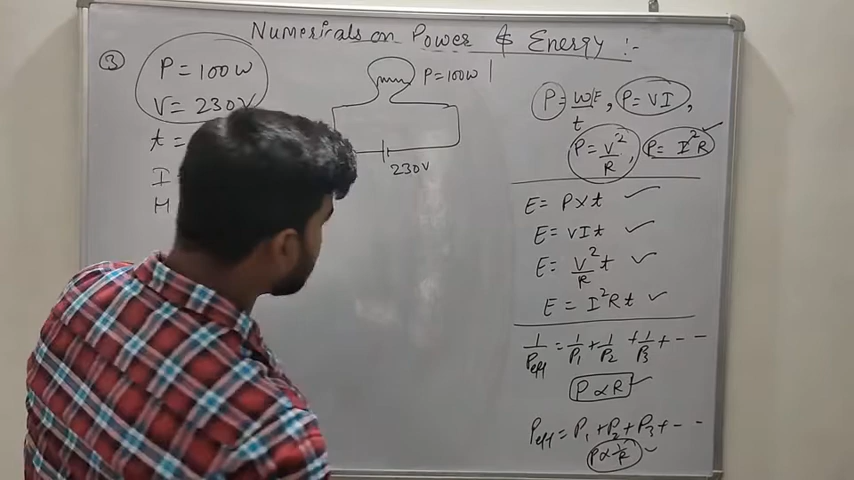 Numericals on Power & Energy :-
③
P = 100 W
V = 230V
t =
I
H
P=100W
230V
P = W/E / t , P = VI ,
P = V²/R , P = I²R
E = P×t
E = VIt
E = V²/R t
E = I²Rt
1/Peff = 1/P₁ + 1/P₂ + 1/P₃ + - - -
P ∝ R
Peff = P₁ + P₂ + P₃ + - - -
P ∝ 1/R